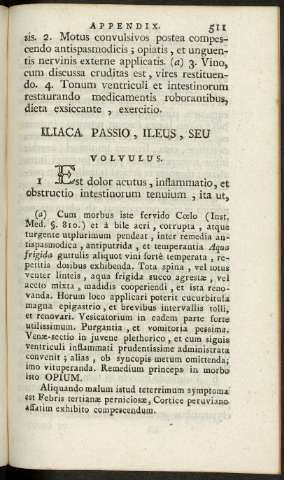 APPENDIX. 511
zis. 2. Motus convulsivos postea compes-
cendo antispasmodicis ; opiatis , et unguen-
tis nervinis externe applicatis. (a) 3. Vino,
cum discussa cruditas est , vires restituen-
do. 4. Tonum ventriculi et intestinorum
restaurando medicamentis roborantibus,
dieta exsiccante , exercitio.
ILIACA PASSIO, ILEUS, SEU
VOLVULUS.
1 Est dolor acutus , inflammatio, et
obstructio intestinorum tenuium , ita ut,
(a) Cum morbus iste fervido Cœlo (Inst.
Med. §. 810.) et à bile acri , corrupta , atque
turgente utplurimum pendeat , inter remedia an-
tispasmodica , antiputrida , et temperantia Aqua
frigida guttulis aliquot vini fortè temperata , re-
petitis dosibus exhibenda. Tota spina , vel totus
venter linteis , aqua frigida succo agrestæ , vel
aceto mixta , madidis cooperiendi , et ista reno-
vanda. Horum loco applicari poterit cucurbitula
magna epigastrio , et brevibus intervallis tolli,
et renovari. Vesicatorium in eadem parte forte
utilissimum. Purgantia , et vomitoria pessima.
Venæ-sectio in juvene plethorico , et cum signis
ventriculi inflammati prudentissime administrata
convenit ; alias , ob syncopis metum omittenda;
imo vituperanda. Remedium princeps in morbo
isto OPIUM.
Aliquando malum istud teterrimum symptoma
est Febris tertianæ perniciosæ, Cortice peruviano
affatim exhibito compescendum.